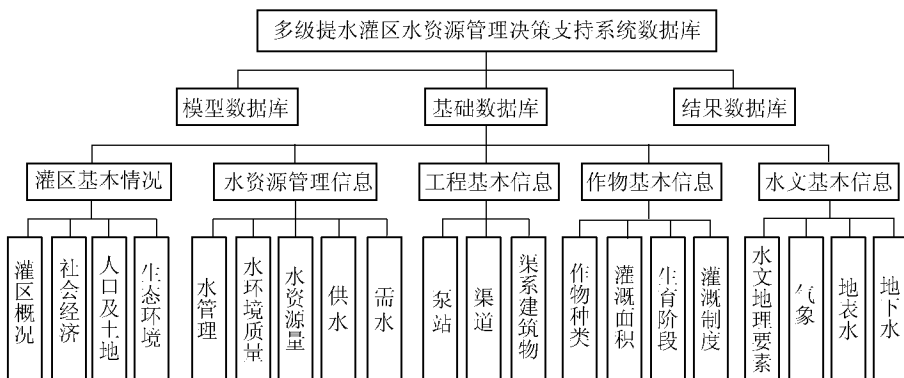 多级提水灌区水资源管理决策支持系统数据库
模型数据库
基础数据库
结果数据库
灌区基本情况
水资源管理信息
工程基本信息
作物基本信息
水文基本信息
灌区概况
社会经济
人口及土地
生态环境
水管理
水环境质量
水资源量
供水
需水
泵站
渠道
渠系建筑物
作物种类
灌溉面积
生育阶段
灌溉制度
水文地理要素
气象
地表水
地下水